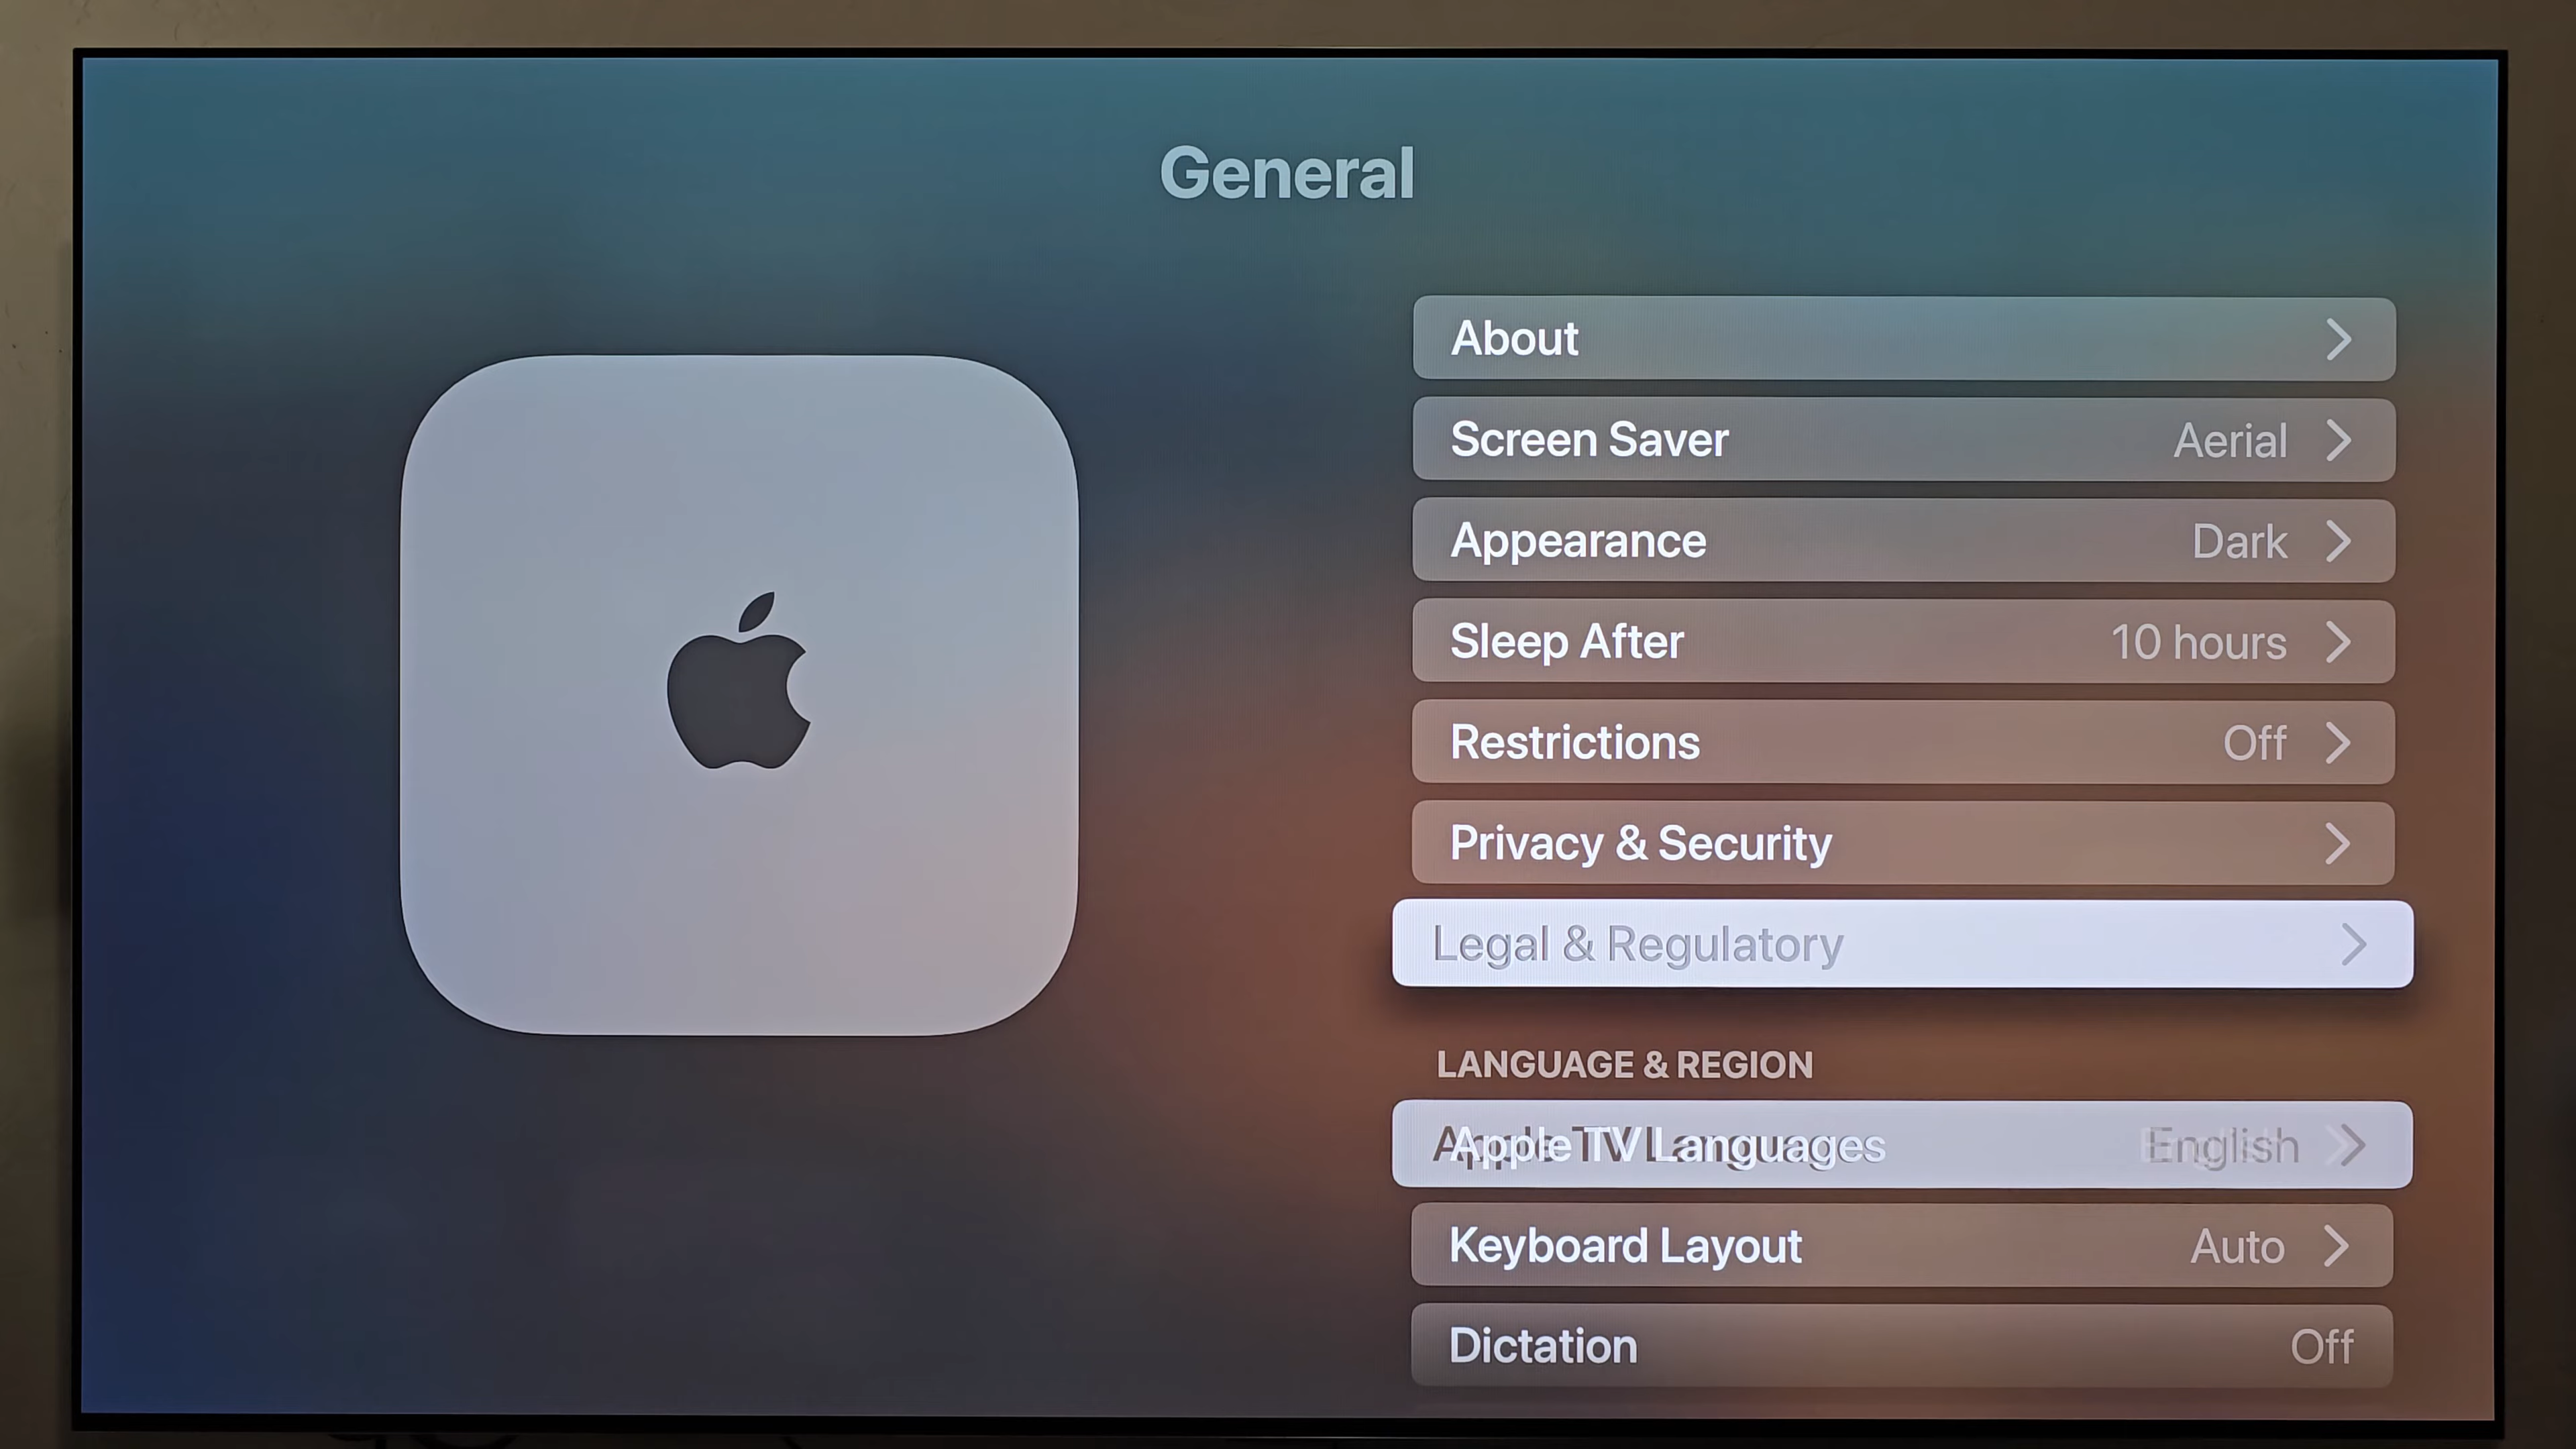 General
About
Screen Saver Aerial
Appearance Dark
Sleep After 10 hours
Restrictions Off
Privacy & Security
Legal & Regulatory
LANGUAGE & REGION
Apple TV Languages English
Keyboard Layout Auto
Dictation Off